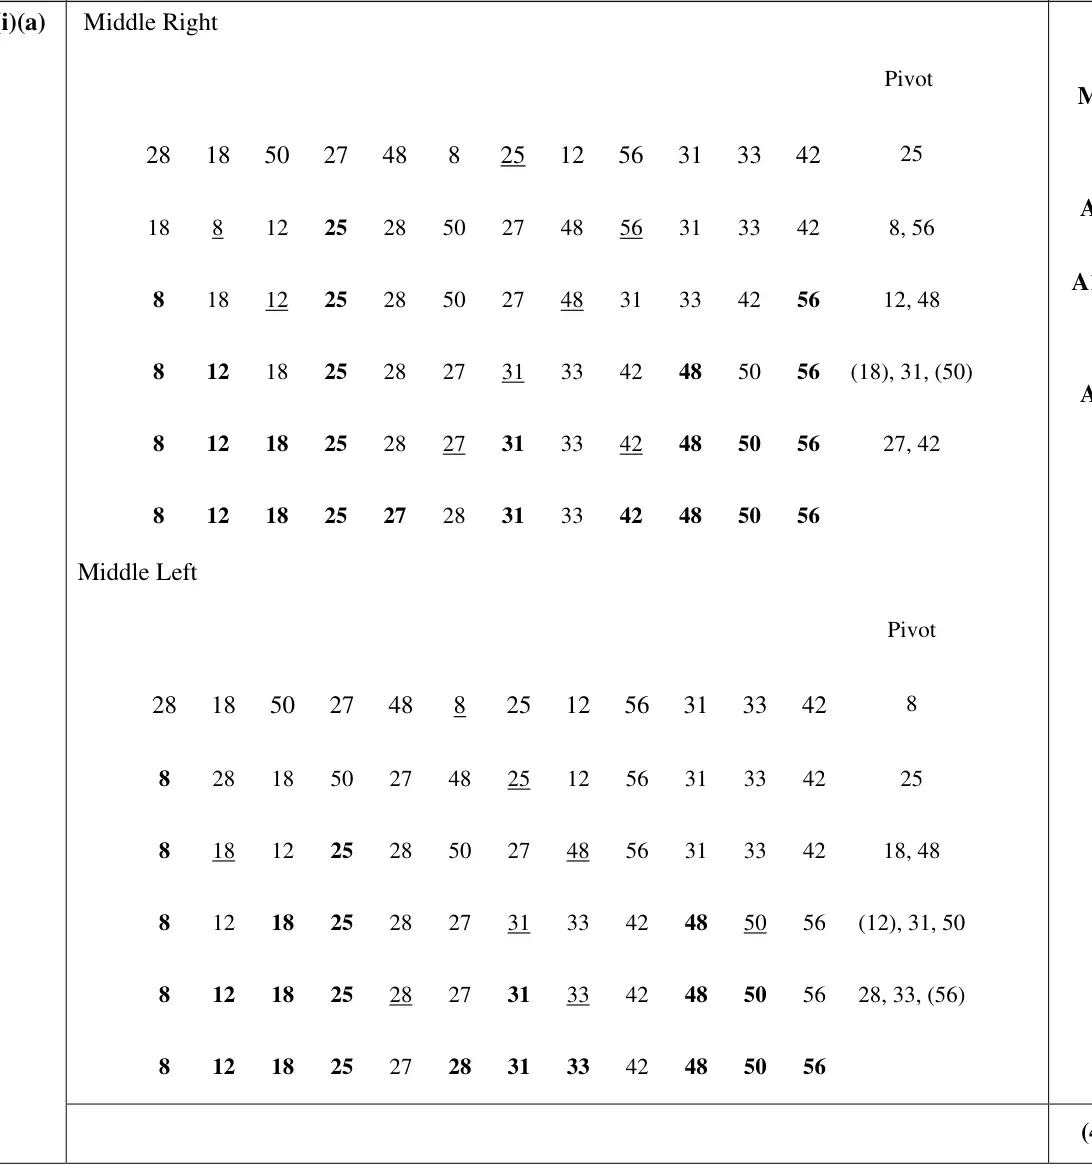 (i)(a) Middle Right
Pivot
M
28 18 50 27 48 8 25 12 56 31 33 42 25
A
18 8 12 25 28 50 27 48 56 31 33 42 8, 56
A1
8 18 12 25 28 50 27 48 31 33 42 56 12, 48
8 12 18 25 28 27 31 33 42 48 50 56 (18), 31, (50)
A
8 12 18 25 28 27 31 33 42 48 50 56 27, 42
8 12 18 25 27 28 31 33 42 48 50 56
Middle Left
Pivot
28 18 50 27 48 8 25 12 56 31 33 42 8
8 28 18 50 27 48 25 12 56 31 33 42 25
8 18 12 25 28 50 27 48 56 31 33 42 18, 48
8 12 18 25 28 27 31 33 42 48 50 56 (12), 31, 50
8 12 18 25 28 27 31 33 42 48 50 56 28, 33, (56)
8 12 18 25 27 28 31 33 42 48 50 56
(4